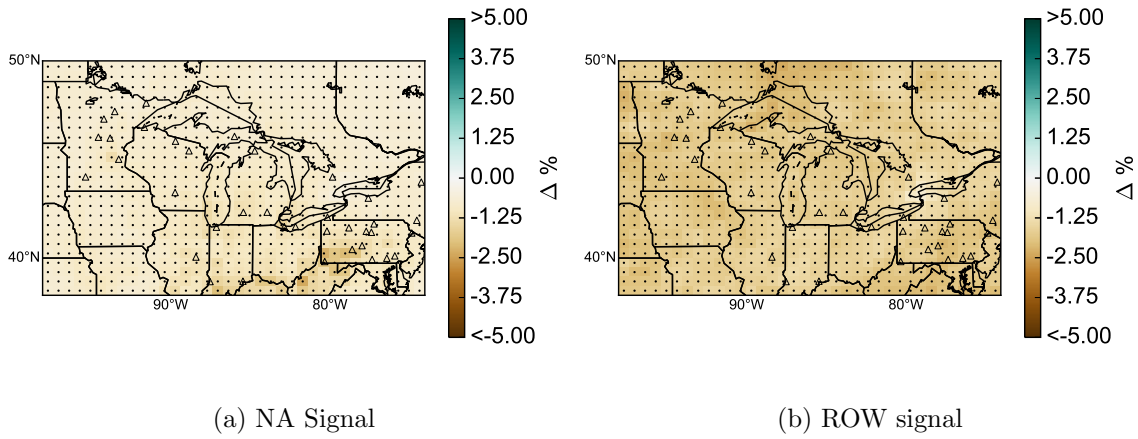 >5.00
3.75
2.50
1.25
0.00
-1.25
-2.50
-3.75
<-5.00
Δ %
50°N
40°N
90°W
80°W
(a) NA Signal
>5.00
3.75
2.50
1.25
0.00
-1.25
-2.50
-3.75
<-5.00
Δ %
50°N
40°N
90°W
80°W
(b) ROW signal